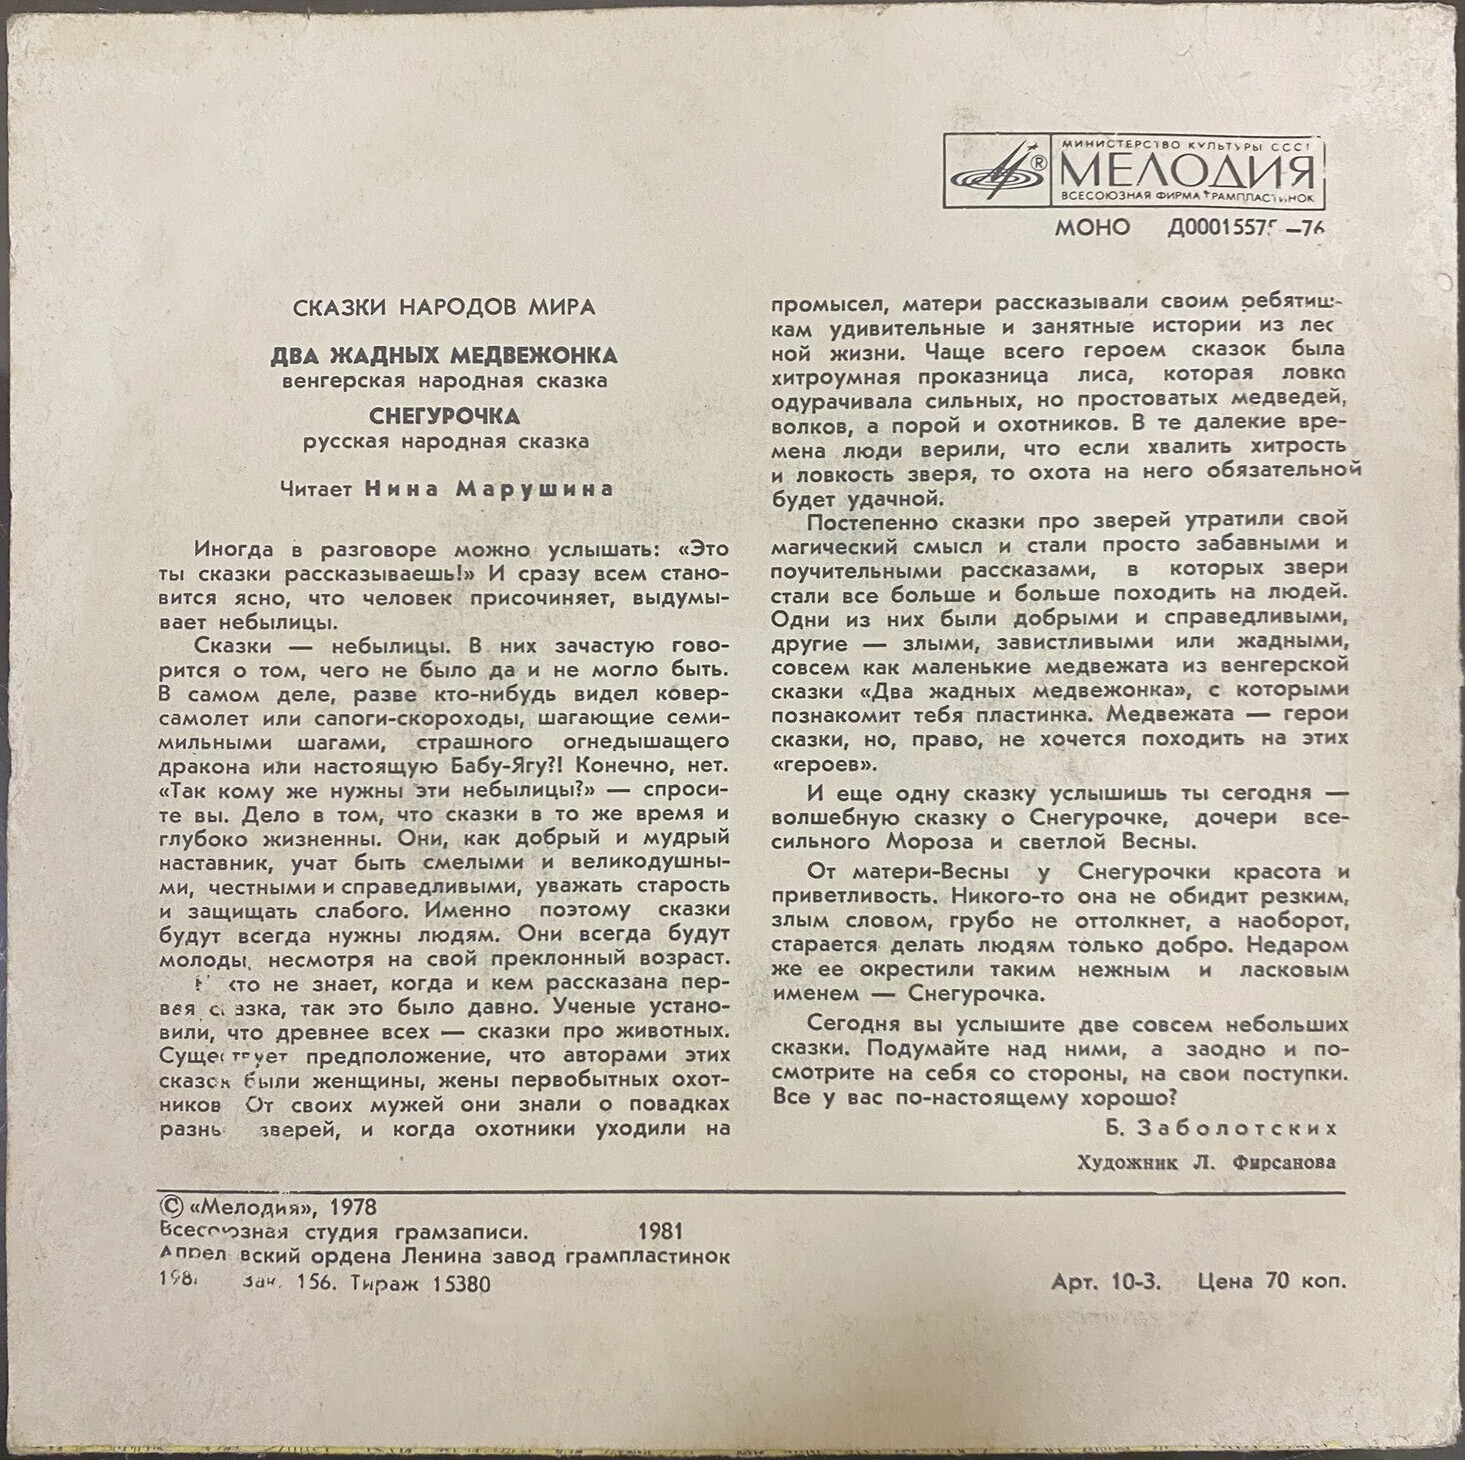 МИНИСТЕРСТВО КУЛЬТУРЫ СССР
МЕЛОДИЯ
ВСЕСОЮЗНАЯ ФИРМА ГРАМПЛАСТИНОК
МОНО Д00015575–76
СКАЗКИ НАРОДОВ МИРА
ДВА ЖАДНЫХ МЕДВЕЖОНКА
венгерская народная сказка
СНЕГУРОЧКА
русская народная сказка
Читает Нина Марушина
Иногда в разговоре можно услышать: «Это
ты сказки рассказываешь!» И сразу всем стано-
вится ясно, что человек присочиняет, выдумы-
вает небылицы.
Сказки — небылицы. В них зачастую гово-
рится о том, чего не было да и не могло быть.
В самом деле, разве кто-нибудь видел ковер-
самолет или сапоги-скороходы, шагающие семи-
мильными шагами, страшного огнедышащего
дракона или настоящую Бабу-Ягу?! Конечно, нет.
«Так кому же нужны эти небылицы?» — спроси-
те вы. Дело в том, что сказки в то же время и
глубоко жизненны. Они, как добрый и мудрый
наставник, учат быть смелыми и великодушны-
ми, честными и справедливыми, уважать старость
и защищать слабого. Именно поэтому сказки
будут всегда нужны людям. Они всегда будут
молоды, несмотря на свой преклонный возраст.
Никто не знает, когда и кем рассказана пер-
вая сказка, так это было давно. Ученые устано-
вили, что древнее всех — сказки про животных.
Существует предположение, что авторами этих
сказок были женщины, жены первобытных охот-
ников От своих мужей они знали о повадках
разных зверей, и когда охотники уходили на
промысел, матери рассказывали своим ребятиш-
кам удивительные и занятные истории из лес
ной жизни. Чаще всего героем сказок была
хитроумная проказница лиса, которая ловко
одурачивала сильных, но простоватых медведей,
волков, а порой и охотников. В те далекие вре-
мена люди верили, что если хвалить хитрость
и ловкость зверя, то охота на него обязательной
будет удачной.
Постепенно сказки про зверей утратили свой
магический смысл и стали просто забавными и
поучительными рассказами, в которых звери
стали все больше и больше походить на людей.
Одни из них были добрыми и справедливыми,
другие — злыми, завистливыми или жадными,
совсем как маленькие медвежата из венгерской
сказки «Два жадных медвежонка», с которыми
познакомит тебя пластинка. Медвежата — герои
сказки, но, право, не хочется походить на этих
«героев».
И еще одну сказку услышишь ты сегодня —
волшебную сказку о Снегурочке, дочери все-
сильного Мороза и светлой Весны.
От матери-Весны у Снегурочки красота и
приветливость. Никого-то она не обидит резким,
злым словом, грубо не оттолкнет, а наоборот,
старается делать людям только добро. Недаром
же ее окрестили таким нежным и ласковым
именем — Снегурочка.
Сегодня вы услышите две совсем небольших
сказки. Подумайте над ними, а заодно и по-
смотрите на себя со стороны, на свои поступки.
Все у вас по-настоящему хорошо?
Б. Заболотских
Художник Л. Фирсанова
© «Мелодия», 1978
Всесоюзная студия грамзаписи. 1981
Апрелевский ордена Ленина завод грампластинок
Зак. 156. Тираж 15380
Арт. 10-3. Цена 70 коп.